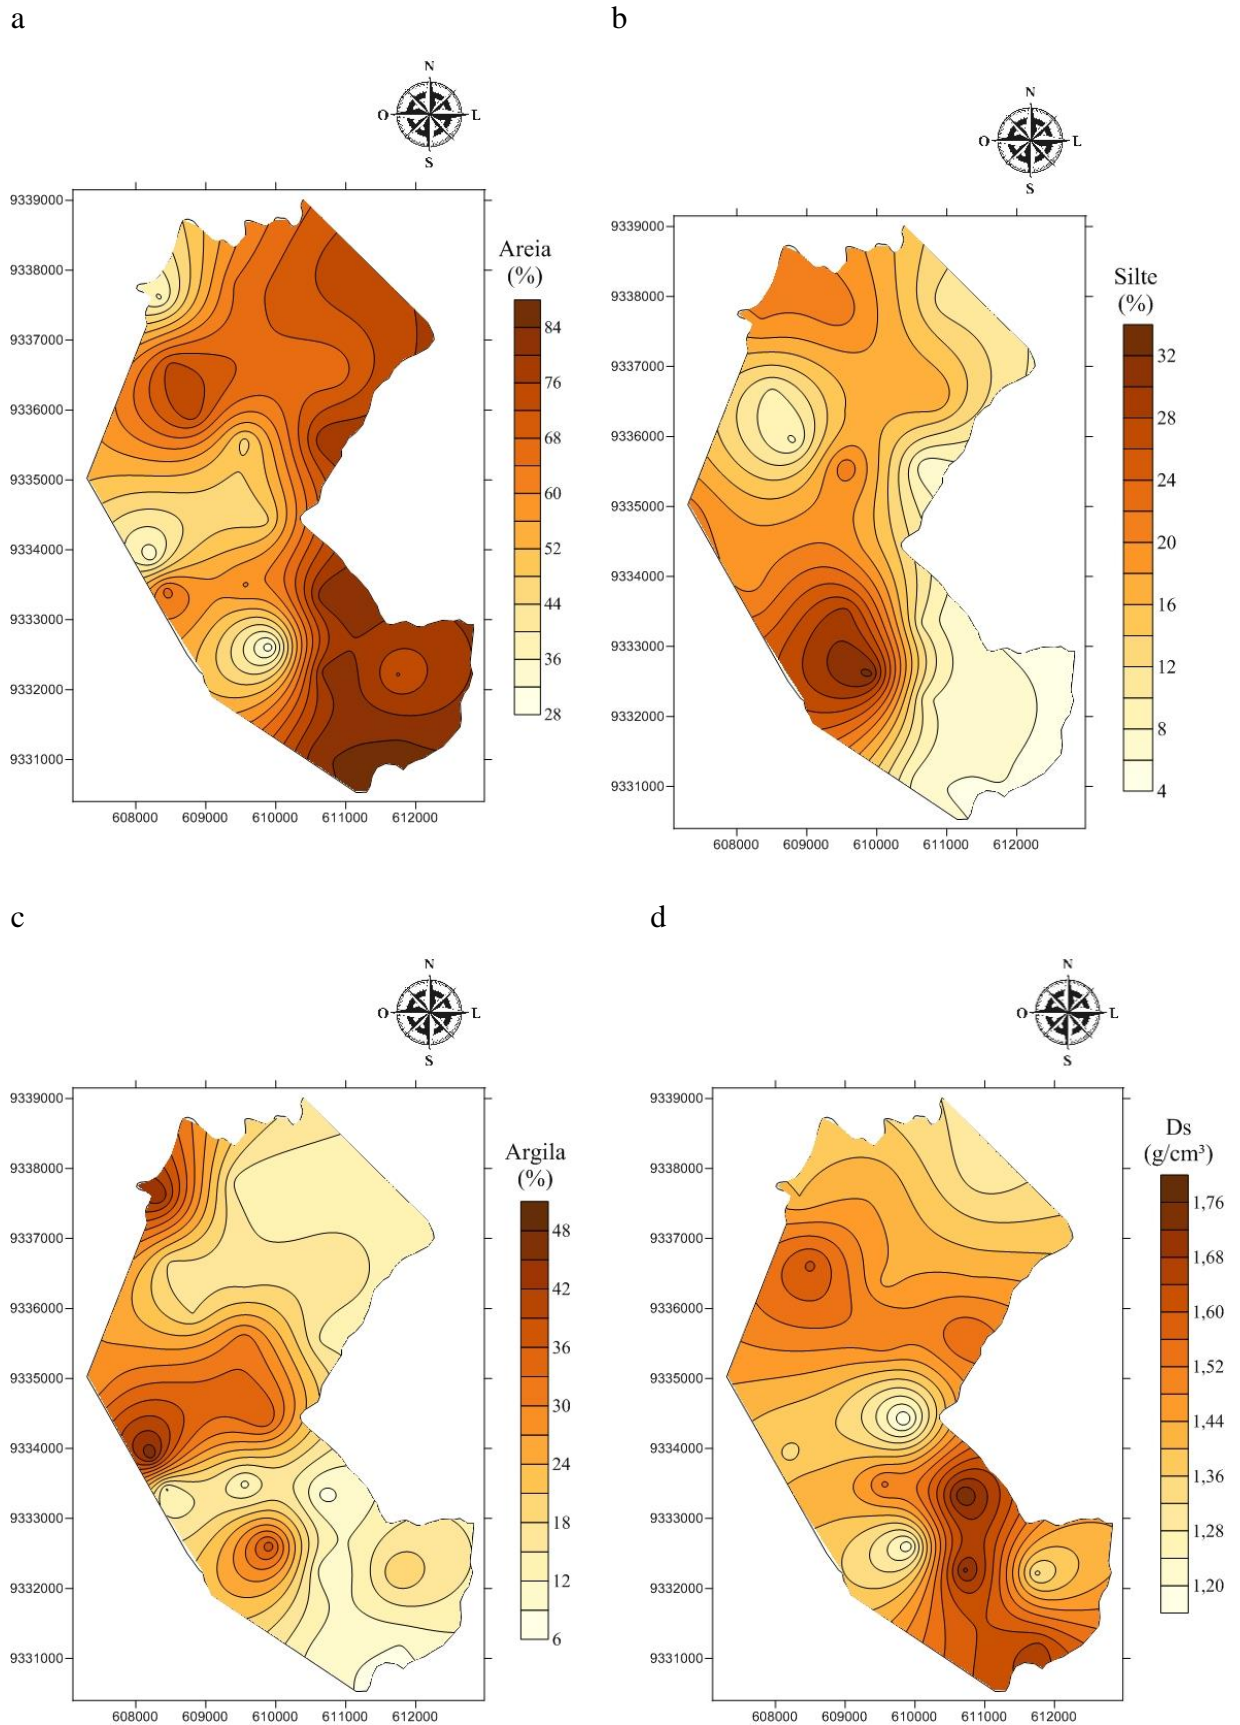 a
N
O L
S
9339000
9338000
9337000
9336000
9335000
9334000
9333000
9332000
9331000
608000 609000 610000 611000 612000
Areia
(%)
84
76
68
60
52
44
36
28
b
N
O L
S
9339000
9338000
9337000
9336000
9335000
9334000
9333000
9332000
9331000
608000 609000 610000 611000 612000
Silte
(%)
32
28
24
20
16
12
8
4
c
N
O L
S
9339000
9338000
9337000
9336000
9335000
9334000
9333000
9332000
9331000
608000 609000 610000 611000 612000
Argila
(%)
48
42
36
30
24
18
12
6
d
N
O L
S
9339000
9338000
9337000
9336000
9335000
9334000
9333000
9332000
9331000
608000 609000 610000 611000 612000
Ds
(g/cm³)
1,76
1,68
1,60
1,52
1,44
1,36
1,28
1,20